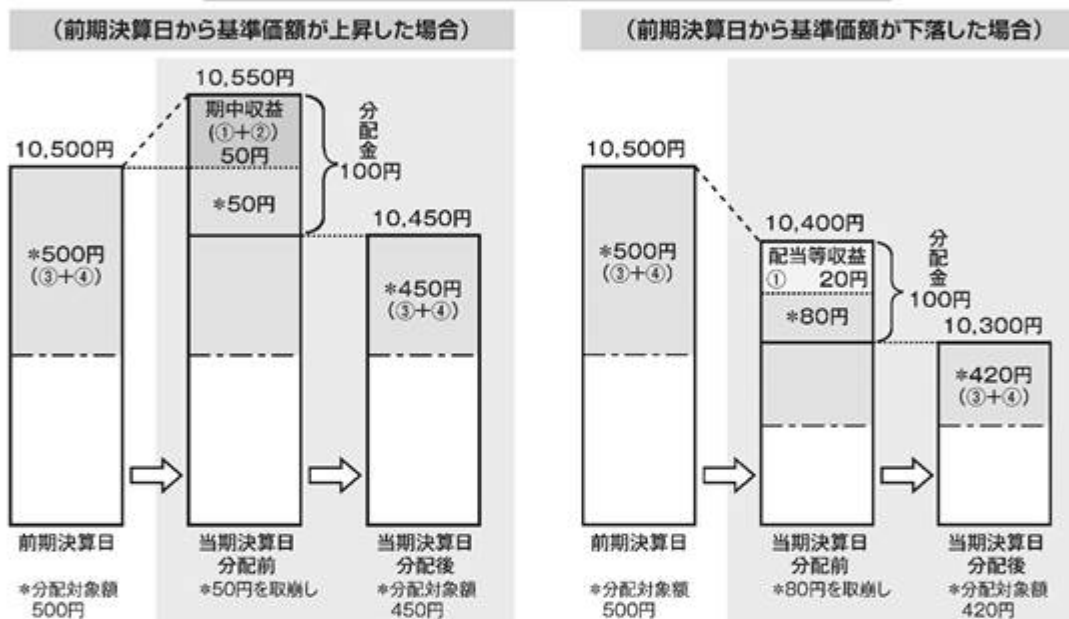 (前期決算日から基準価額が上昇した場合)
10,550円
期中収益
(①+②)
50円
*50円
分配金
100円
10,500円
*500円
(③+④)
10,450円
*450円
(③+④)
前期決算日
*分配対象額
500円
当期決算日
分配前
*50円を取崩し
当期決算日
分配後
*分配対象額
450円
(前期決算日から基準価額が下落した場合)
10,500円
*500円
(③+④)
10,400円
配当等収益
① 20円
*80円
分配金
100円
10,300円
*420円
(③+④)
前期決算日
*分配対象額
500円
当期決算日
分配前
*80円を取崩し
当期決算日
分配後
*分配対象額
420円